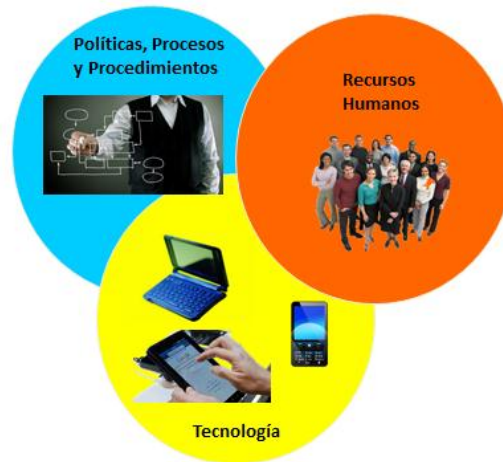 Políticas, Procesos
y Procedimientos
Recursos
Humanos
Tecnología